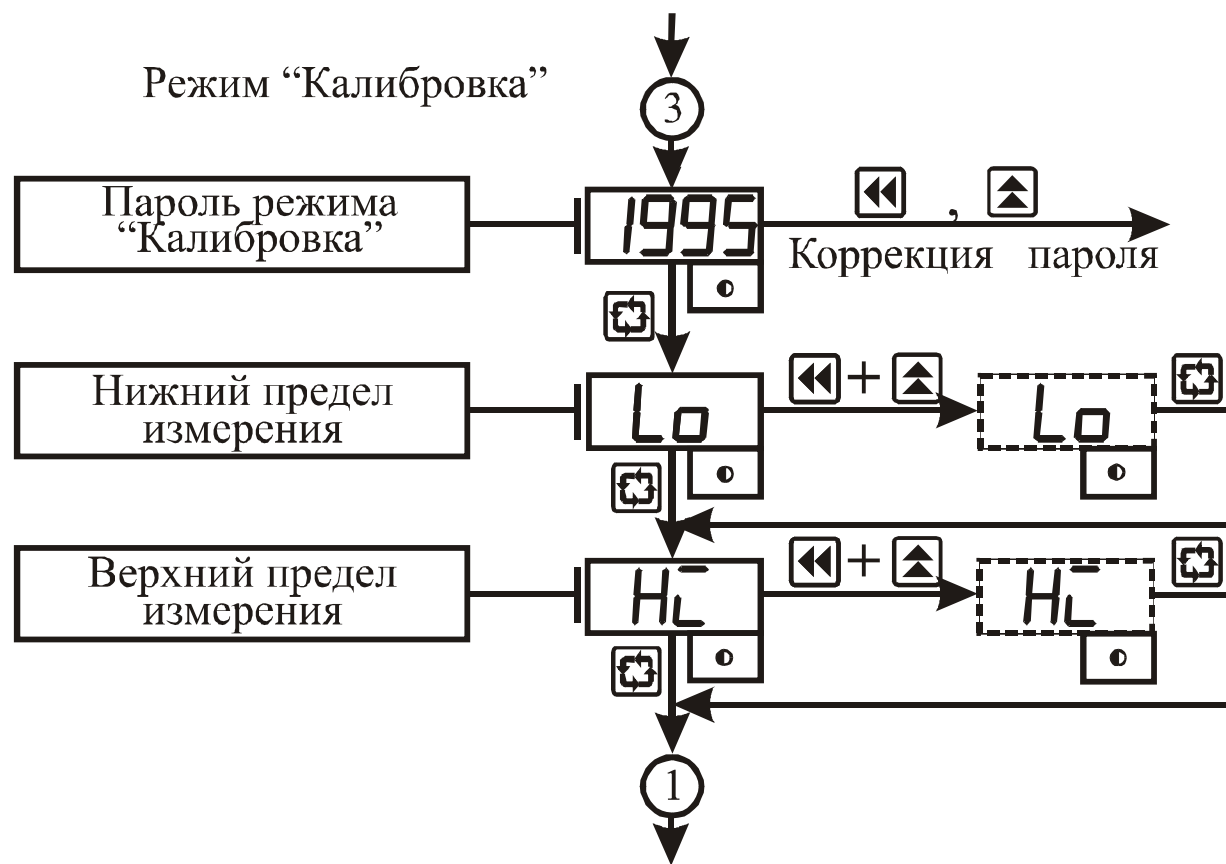 Режим “Калибровка”
3
Пароль режима
“Калибровка”
1995
,
Коррекция пароля
Нижний предел
измерения
Lo
+
Lo
Верхний предел
измерения
Hi
+
Hi
1